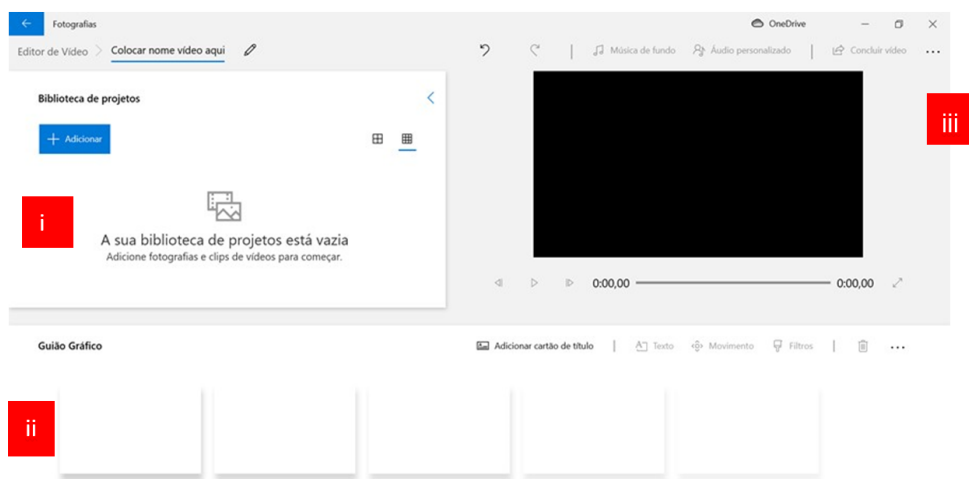 Fotografias
OneDrive
Editor de Vídeo > Colocar nome vídeo aqui
Música de fundo Áudio personalizado Concluir vídeo ...
Biblioteca de projetos
+ Adicionar
iii
i
A sua biblioteca de projetos está vazia
Adicione fotografias e clips de vídeos para começar.
0:00,00 0:00,00
Guião Gráfico
Adicionar cartão de título Texto Movimento Filtros ...
ii